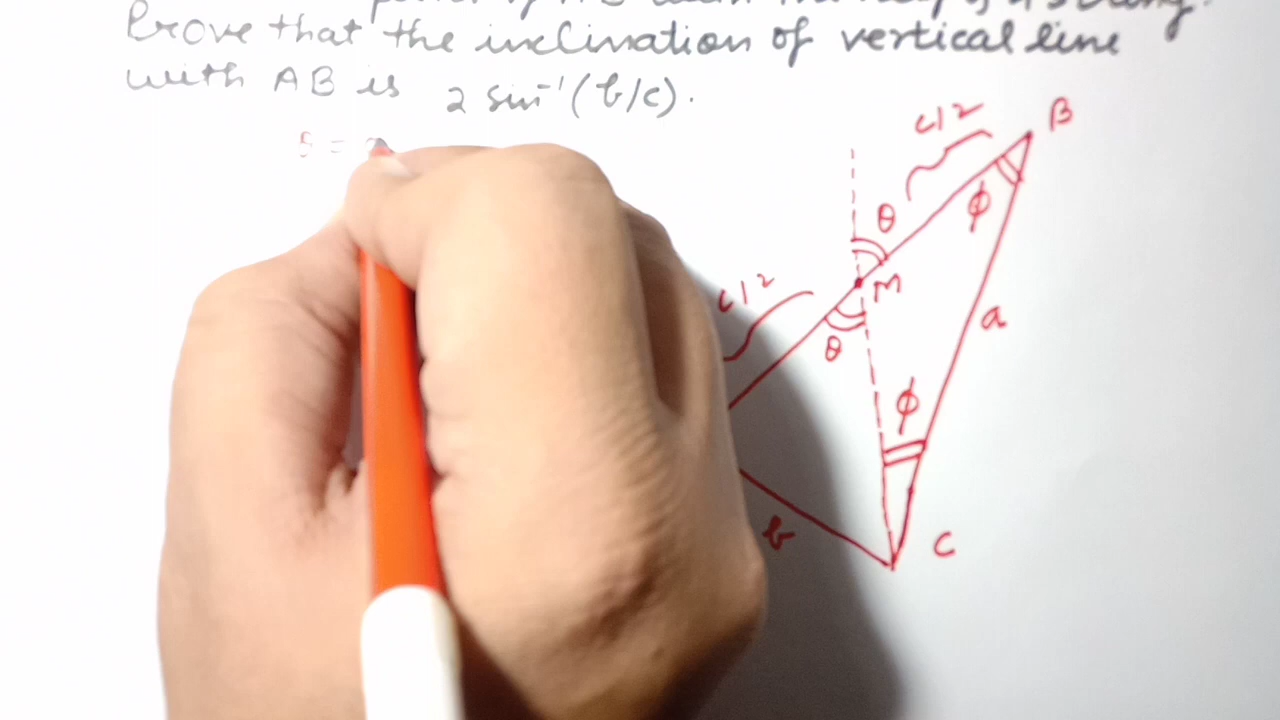 Prove that the inclination of vertical line
with AB is 2 sin⁻¹(b/c).
θ =
c/2
B
θ
ϕ
c/2
M
θ
a
ϕ
b
C